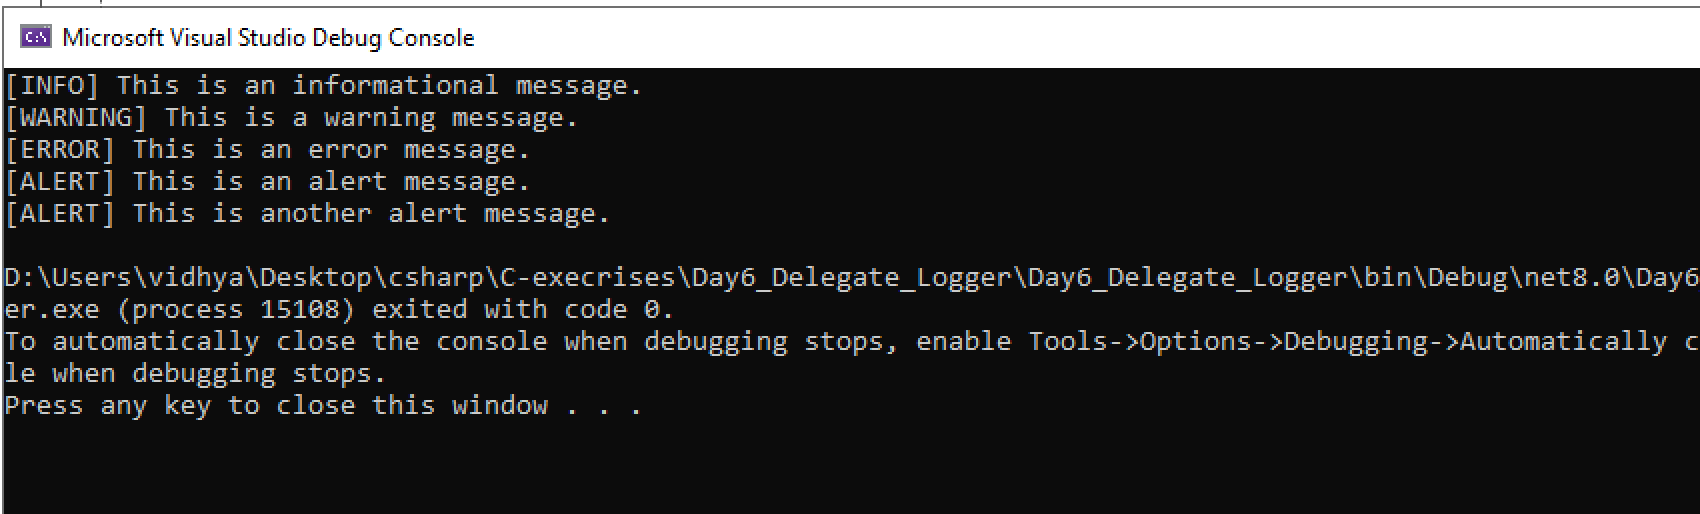 C:\ Microsoft Visual Studio Debug Console
[INFO] This is an informational message.
[WARNING] This is a warning message.
[ERROR] This is an error message.
[ALERT] This is an alert message.
[ALERT] This is another alert message.
D:\Users\vidhya\Desktop\csharp\C-execrises\Day6_Delegate_Logger\Day6_Delegate_Logger\bin\Debug\net8.0\Day6
er.exe (process 15108) exited with code 0.
To automatically close the console when debugging stops, enable Tools->Options->Debugging->Automatically c
le when debugging stops.
Press any key to close this window . . .